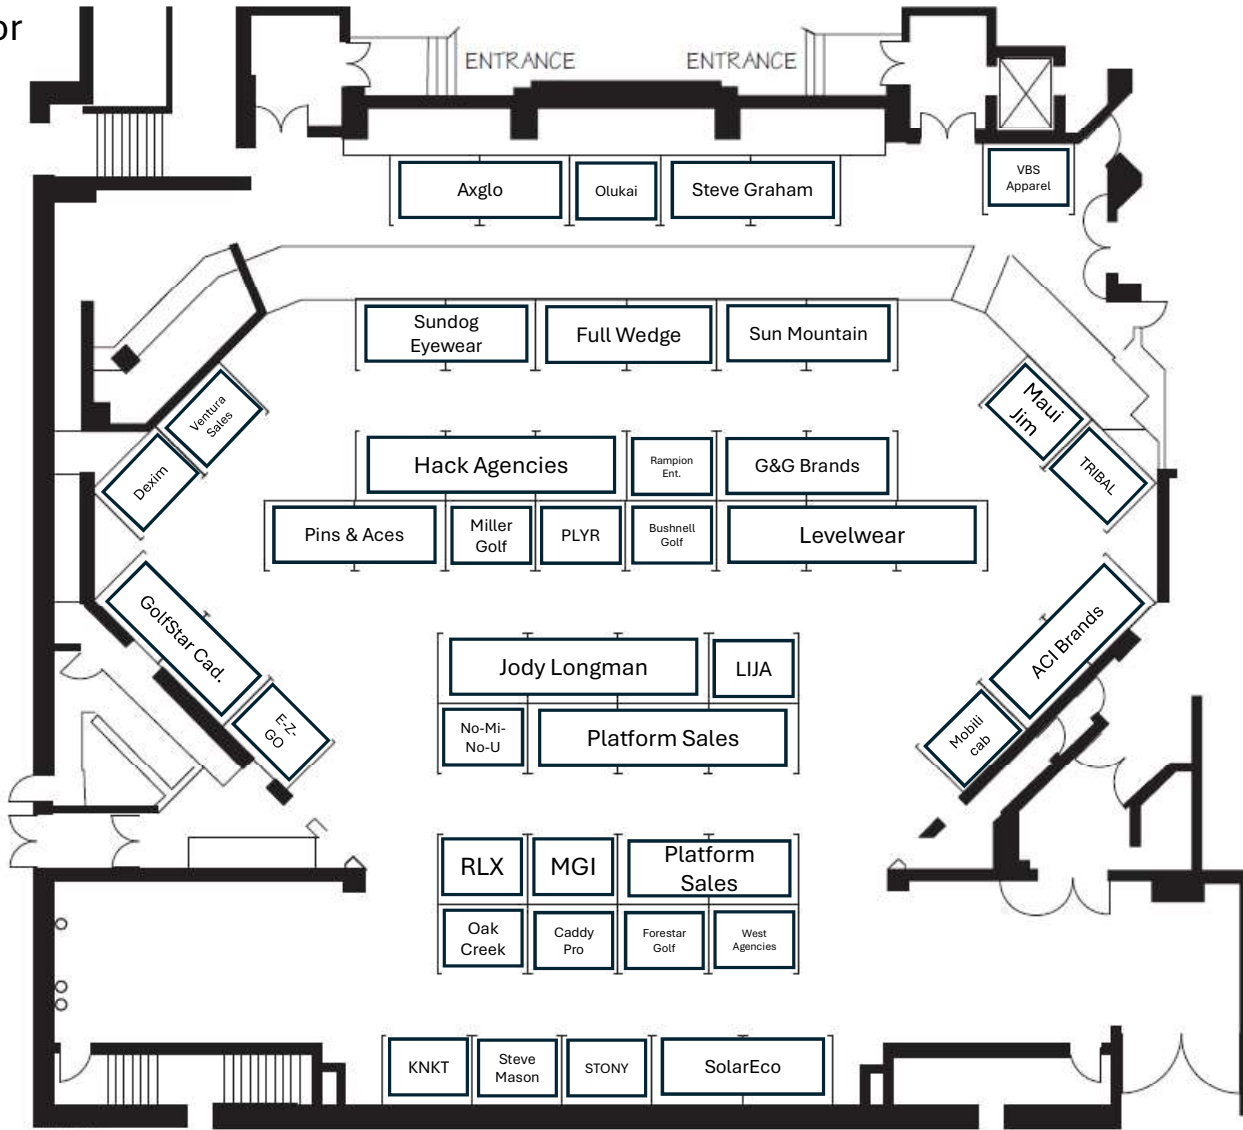 or
ENTRANCE
ENTRANCE
Axglo
Olukai
Steve Graham
VBS
Apparel
Sundog
Eyewear
Full Wedge
Sun Mountain
Ventura
Sales
Dexim
Maui
Jim
TRIBAL
Hack Agencies
Rampion
Ent.
G&G Brands
Pins & Aces
Miller
Golf
PLYR
Bushnell
Golf
Levelwear
GolfStar Cad.
E-Z-
GO
ACI Brands
Mobili
cab
Jody Longman
LIJA
No-Mi-
No-U
Platform Sales
RLX
MGI
Platform
Sales
Oak
Creek
Caddy
Pro
Forestar
Golf
West
Agencies
KNKT
Steve
Mason
STONY
SolarEco